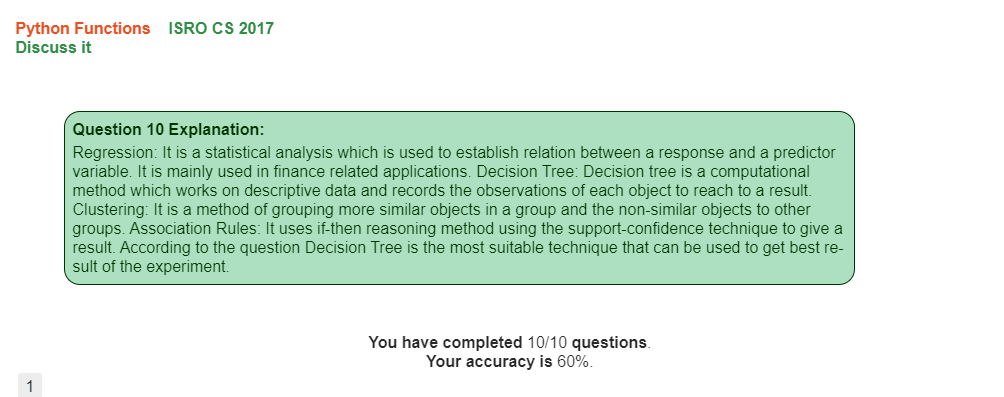 Python Functions ISRO CS 2017
Discuss it
Question 10 Explanation:
Regression: It is a statistical analysis which is used to establish relation between a response and a predictor
variable. It is mainly used in finance related applications. Decision Tree: Decision tree is a computational
method which works on descriptive data and records the observations of each object to reach to a result.
Clustering: It is a method of grouping more similar objects in a group and the non-similar objects to other
groups. Association Rules: It uses if-then reasoning method using the support-confidence technique to give a
result. According to the question Decision Tree is the most suitable technique that can be used to get best re-
sult of the experiment.
You have completed 10/10 questions.
Your accuracy is 60%.
1